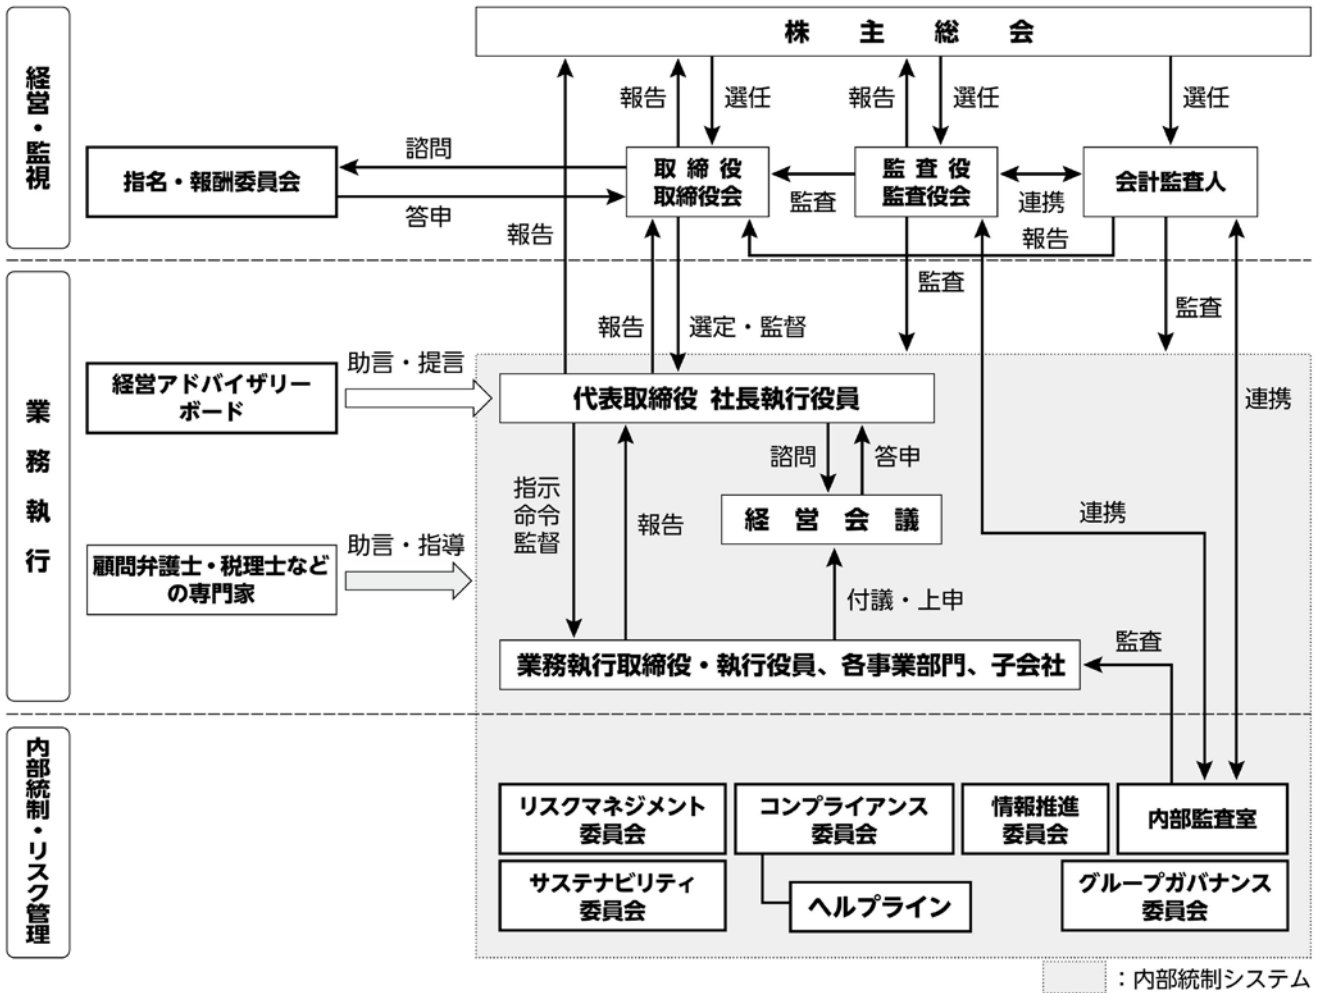 経営・監視
株主総会
報告
選任
報告
選任
選任
指名・報酬委員会
諮問
答申
取締役
取締役会
監査
監査役
監査役会
連携
会計監査人
報告
報告
業務執行
報告
選定・監督
監査
監査
連携
経営アドバイザリー
ボード
助言・提言
代表取締役 社長執行役員
指示
命令
監督
報告
諮問
答申
経営会議
連携
顧問弁護士・税理士など
の専門家
助言・指導
付議・上申
業務執行取締役・執行役員、各事業部門、子会社
監査
内部統制・リスク管理
リスクマネジメント
委員会
コンプライアンス
委員会
情報推進
委員会
内部監査室
サステナビリティ
委員会
ヘルプライン
グループガバナンス
委員会
：内部統制システム